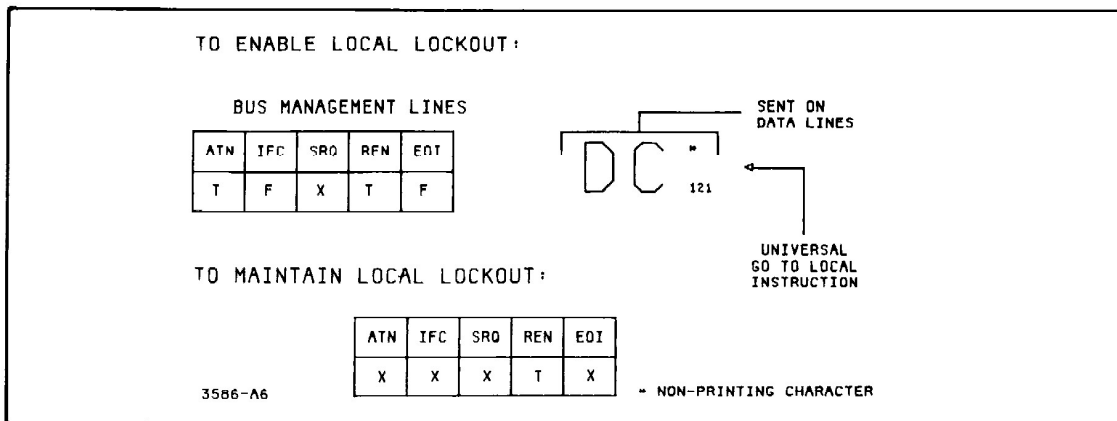 TO ENABLE LOCAL LOCKOUT:
BUS MANAGEMENT LINES
SENT ON
DATA LINES
ATN IFC SRQ REN EOI
T F X T F
DC*
121
UNIVERSAL
GO TO LOCAL
INSTRUCTION
TO MAINTAIN LOCAL LOCKOUT:
ATN IFC SRQ REN EOI
X X X T X
3586-A6
* NON-PRINTING CHARACTER